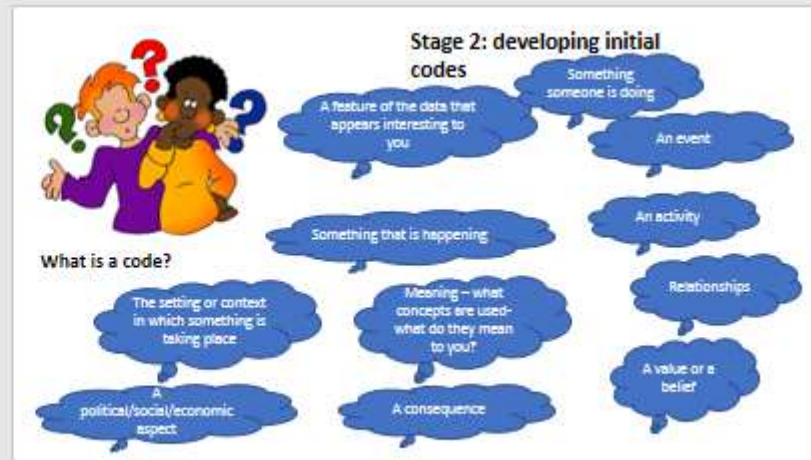 Stage 2: developing initial
codes
Something
someone is doing
A feature of the data that
appears interesting to
you
An event
An activity
Something that is happening
What is a code?
Relationships
The setting or context
in which something is
taking place
Meaning – what
concepts are used-
what do they mean
to you?
A value or a
belief
A
political/social/economic
aspect
A consequence